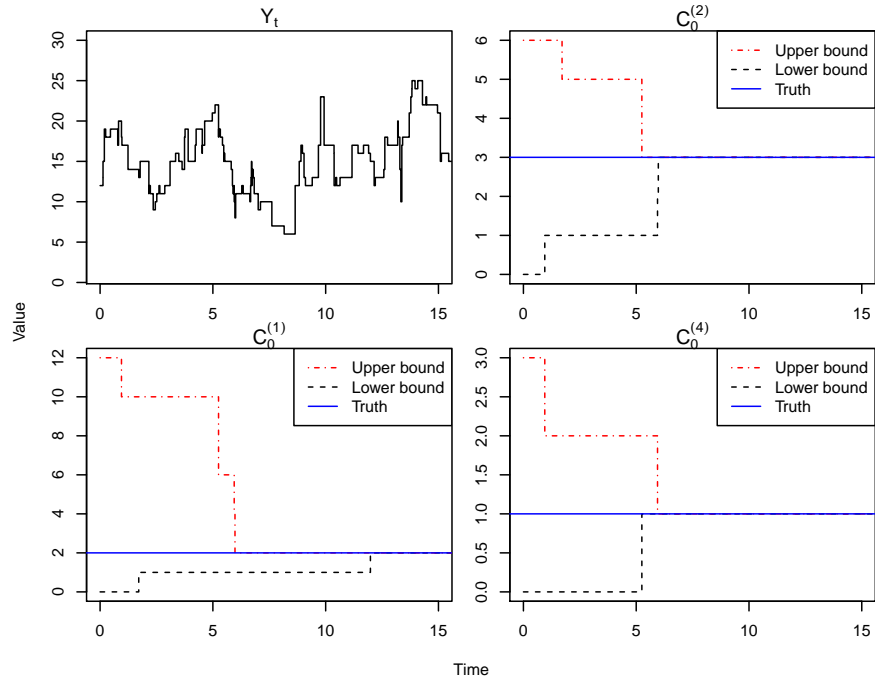 Y_t
30
25
20
15
10
5
0
0 5 10 15
C_0^(2)
6
5
4
3
2
1
0
Upper bound
Lower bound
Truth
0 5 10 15
C_0^(1)
12
10
8
6
4
2
0
Upper bound
Lower bound
Truth
0 5 10 15
C_0^(4)
3.0
2.5
2.0
1.5
1.0
0.5
0.0
Upper bound
Lower bound
Truth
0 5 10 15
Value
Time